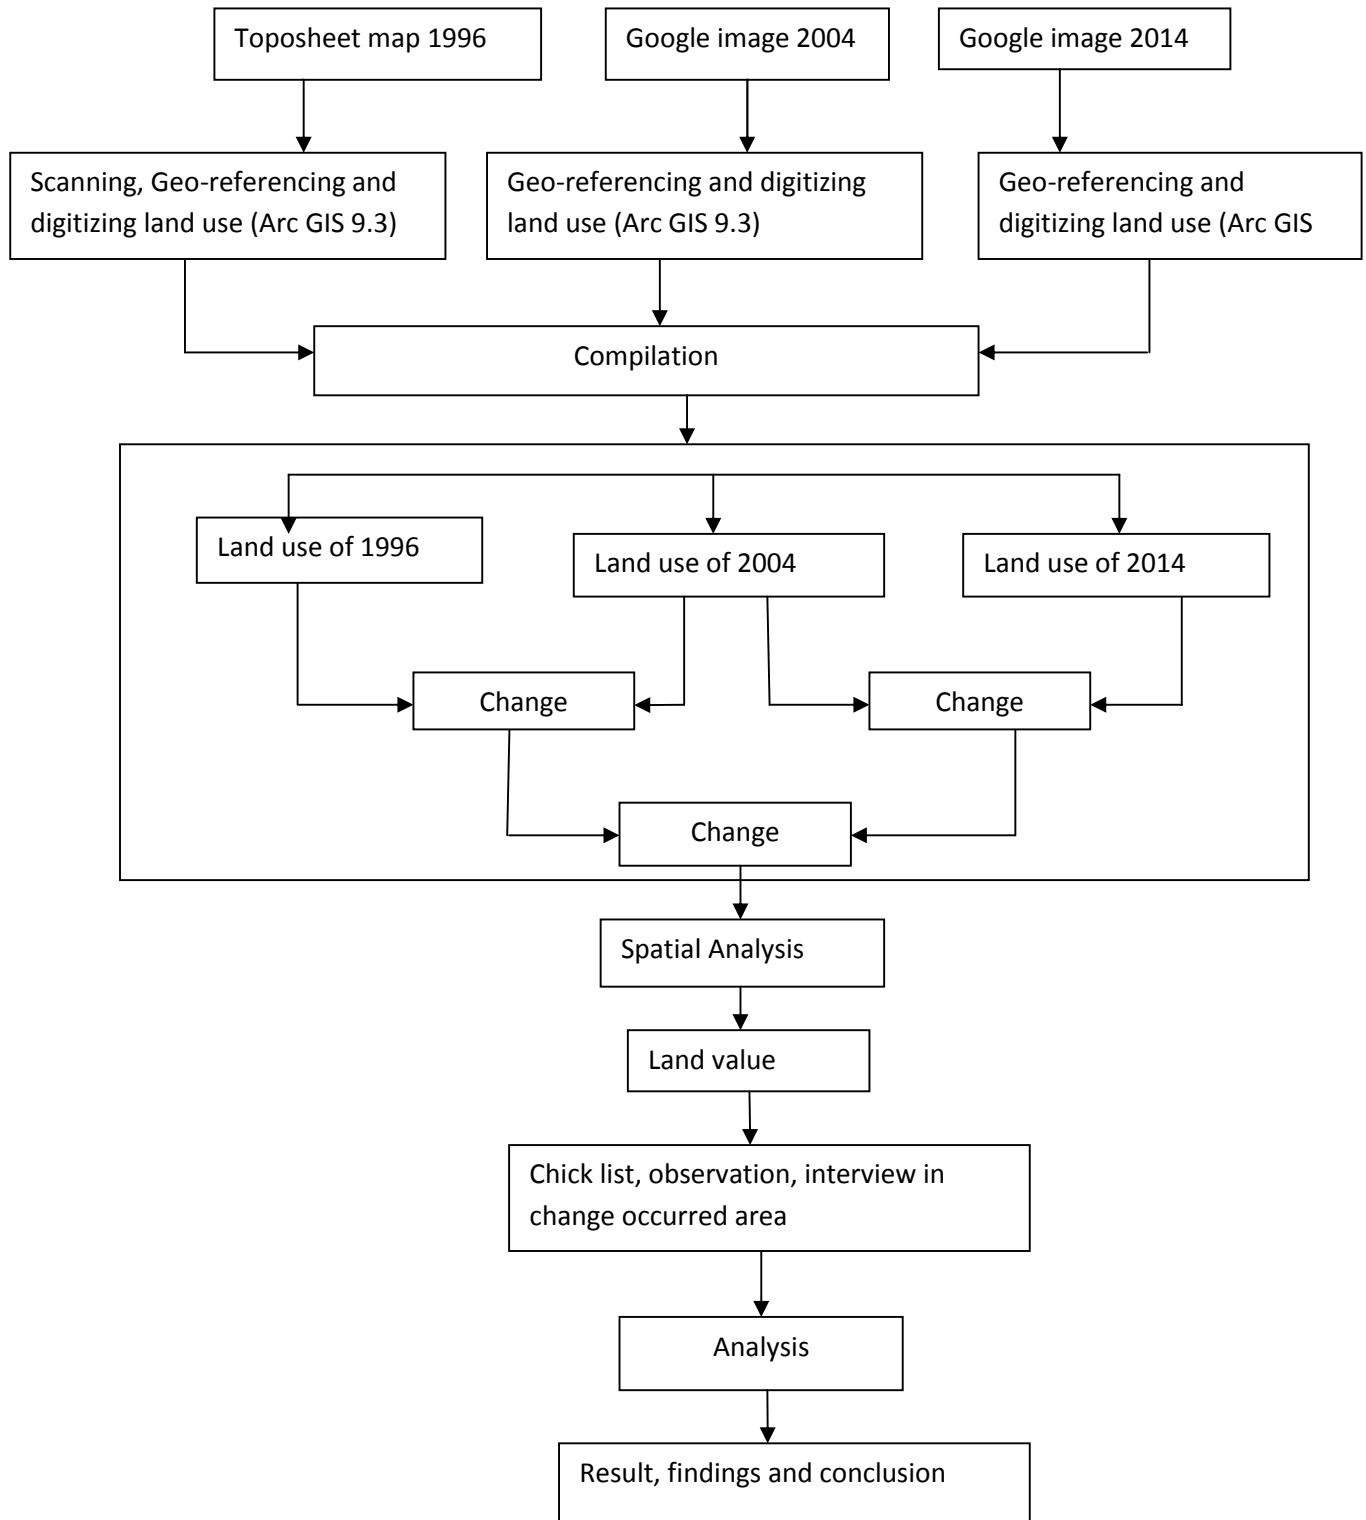 Toposheet map 1996
Google image 2004
Google image 2014
Scanning, Geo-referencing and
digitizing land use (Arc GIS 9.3)
Geo-referencing and digitizing
land use (Arc GIS 9.3)
Geo-referencing and
digitizing land use (Arc GIS
Compilation
Land use of 1996
Land use of 2004
Land use of 2014
Change
Change
Change
Spatial Analysis
Land value
Chick list, observation, interview in
change occurred area
Analysis
Result, findings and conclusion